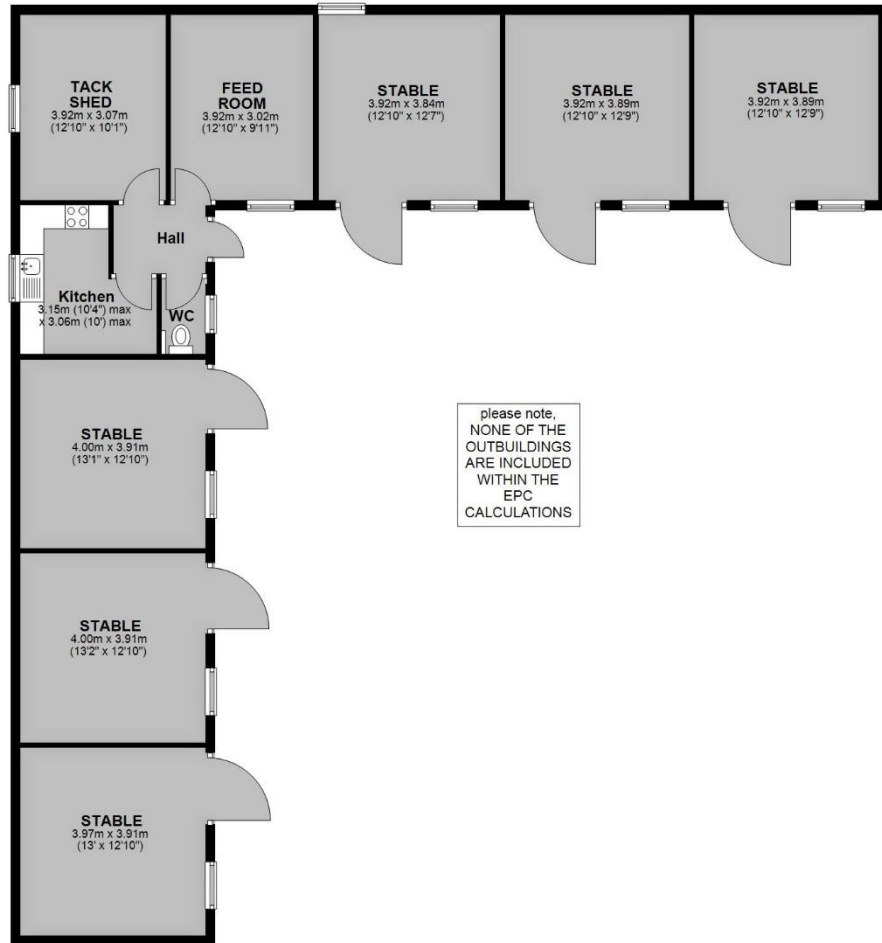 TACK
SHED
3.92m x 3.07m
(12'10" x 10'1")
FEED
ROOM
3.92m x 3.02m
(12'10" x 9'11")
STABLE
3.92m x 3.84m
(12'10" x 12'7")
STABLE
3.92m x 3.89m
(12'10" x 12'9")
STABLE
3.92m x 3.89m
(12'10" x 12'9")
Hall
Kitchen
3.15m (10'4") max
x 3.06m (10') max
WC
STABLE
4.00m x 3.91m
(13'1" x 12'10")
please note,
NONE OF THE
OUTBUILDINGS
ARE INCLUDED
WITHIN THE
EPC
CALCULATIONS
STABLE
4.00m x 3.91m
(13'2" x 12'10")
STABLE
3.97m x 3.91m
(13' x 12'10")